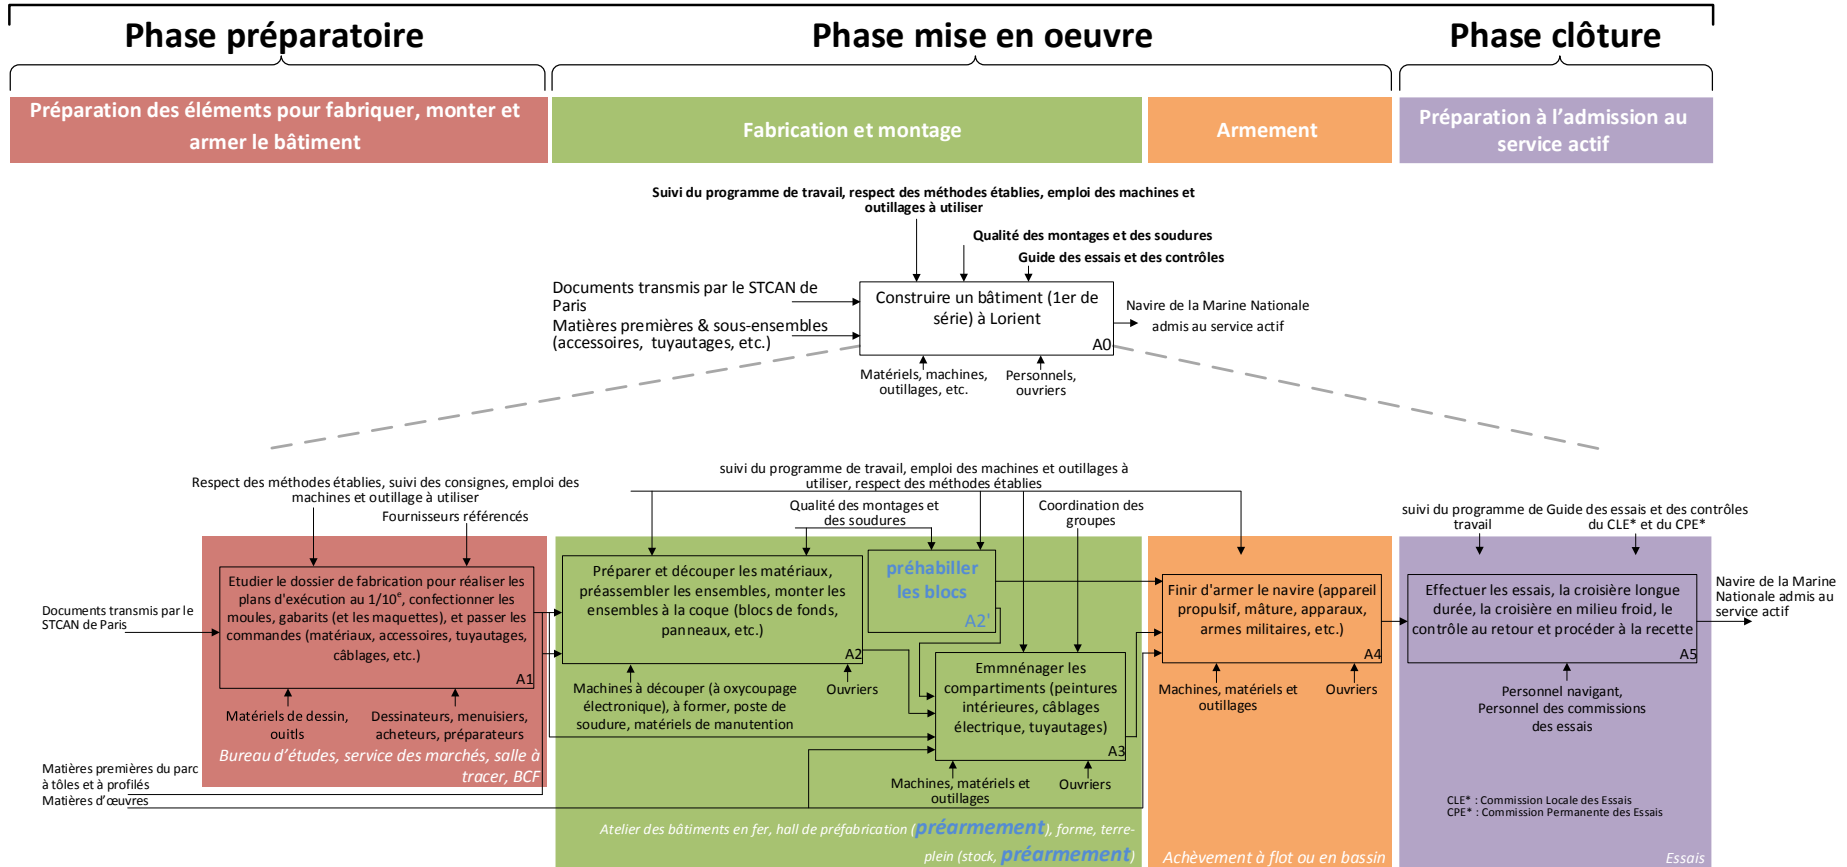 Phase préparatoire
Phase mise en oeuvre
Phase clôture
Préparation des éléments pour fabriquer, monter et
armer le bâtiment
Fabrication et montage
Armement
Préparation à l'admission au
service actif
Suivi du programme de travail, respect des méthodes établies, emploi des machines et
outillages à utiliser
Qualité des montages et des soudures
Guide des essais et des contrôles
Documents transmis par le STCAN de
Paris
Matières premières & sous-ensembles
(accessoires, tuyautages, etc.)
Construire un bâtiment (1er de
série) à Lorient
A0
Navire de la Marine Nationale
admis au service actif
Matériels, machines,
outillages, etc.
Personnels,
ouvriers
Respect des méthodes établies, suivi des consignes, emploi des
machines et outillage à utiliser
Fournisseurs référencés
suivi du programme de travail, emploi des machines et outillages à
utiliser, respect des méthodes établies
Qualité des montages et
des soudures
Coordination des
groupes
suivi du programme de
travail
Guide des essais et des contrôles
du CLE* et du CPE*
Documents transmis par le
STCAN de Paris
Etudier le dossier de fabrication pour réaliser les
plans d'exécution au 1/10e, confectionner les
moules, gabarits (et les maquettes), et passer les
commandes (matériaux, accessoires, tuyautages,
câblages, etc.)
A1
Matériels de dessin,
ouitls
Dessinateurs, menuisiers,
acheteurs, préparateurs
Bureau d'études, service des marchés, salle à
tracer, BCF
Matières premières du parc
à tôles et à profilés
Matières d'œuvres
Préparer et découper les matériaux,
préassembler les ensembles, monter les
ensembles à la coque (blocs de fonds,
panneaux, etc.)
A2
Machines à découper (à oxycoupage
électronique), à former, poste de
soudure, matériels de manutention
Ouvriers
préhabiller
les blocs
A2'
Emmnénager les
compartiments (peintures
intérieures, câblages
électrique, tuyautages)
A3
Machines, matériels et
outillages
Ouvriers
Atelier des bâtiments en fer, hall de préfabrication (préarmement), forme, terre-
plein (stock, préarmement)
Finir d'armer le navire (appareil
propulsif, mâture, apparaux,
armes militaires, etc.)
A4
Machines, matériels et
outillages
Ouvriers
Achèvement à flot ou en bassin
Effectuer les essais, la croisière longue
durée, la croisière en milieu froid, le
contrôle au retour et procéder à la recette
A5
Personnel navigant,
Personnel des commissions
des essais
Navire de la Marine
Nationale admis au
service actif
CLE* : Commission Locale des Essais
CPE* : Commission Permanente des Essais
Essais